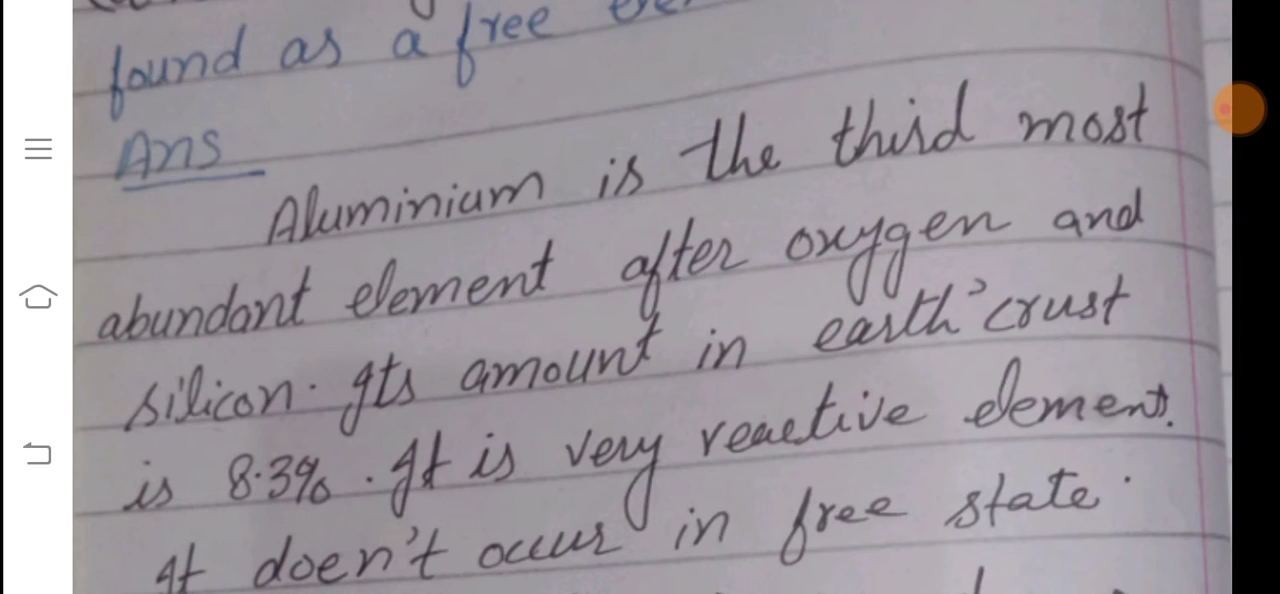 found as a free
Ans
Aluminium is the third most
abundant element after oxygen and
silicon. Its amount in earth' crust
is 8.3%. It is very reactive element.
It doen't occur in free state.